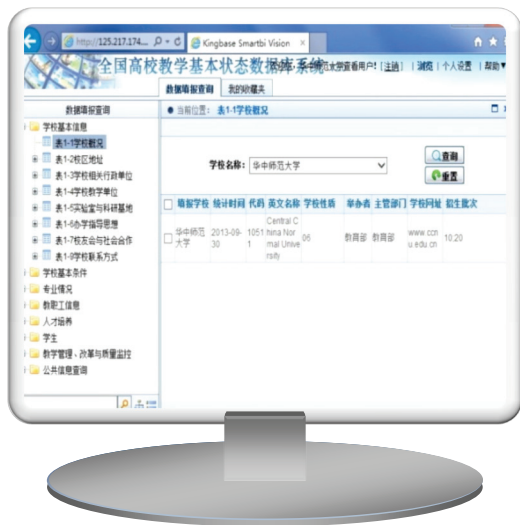 http://125.217.174...
Kingbase Smartbi Vision
全国高校教学基本状态数据库系统
查看用户! [注销] | 浏览 | 个人设置 | 帮助
数据填报查询 我的收藏夹
数据填报查询
当前位置: 表1-1学校概况
学校基本信息
表1-1学校概况
表1-2校区地址
表1-3学校相关行政单位
表1-4学校教学单位
表1-5实验室与科研基地
表1-6办学指导思想
表1-7校友会与社会合作
表1-8学校联系方式
学校基本条件
专业情况
教职工信息
人才培养
学生
教学管理、改革与质量监控
公共信息查询
学校名称: 华中师范大学
查询
重置
填报学校 统计时间 代码 英文名称 学校性质 举办者 主管部门 学校网址 招生批次
华中师范大学 2013-09-30 10511 Central China Normal University 06 教育部 教育部 www.ccnu.edu.cn 10;20